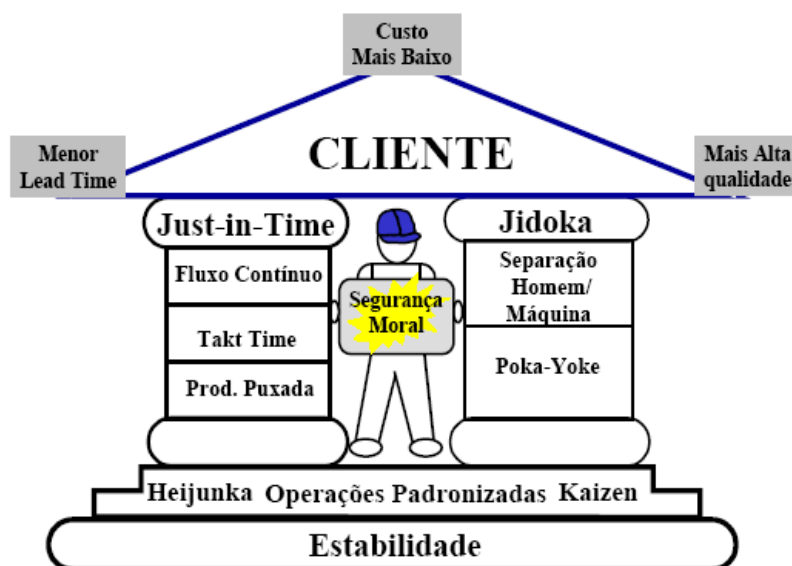 Custo
Mais Baixo
Menor
Lead Time
CLIENTE
Mais Alta
qualidade
Just-in-Time
Fluxo Contínuo
Takt Time
Prod. Puxada
Segurança
Moral
Jidoka
Separação
Homem/
Máquina
Poka-Yoke
Heijunka Operações Padronizadas Kaizen
Estabilidade